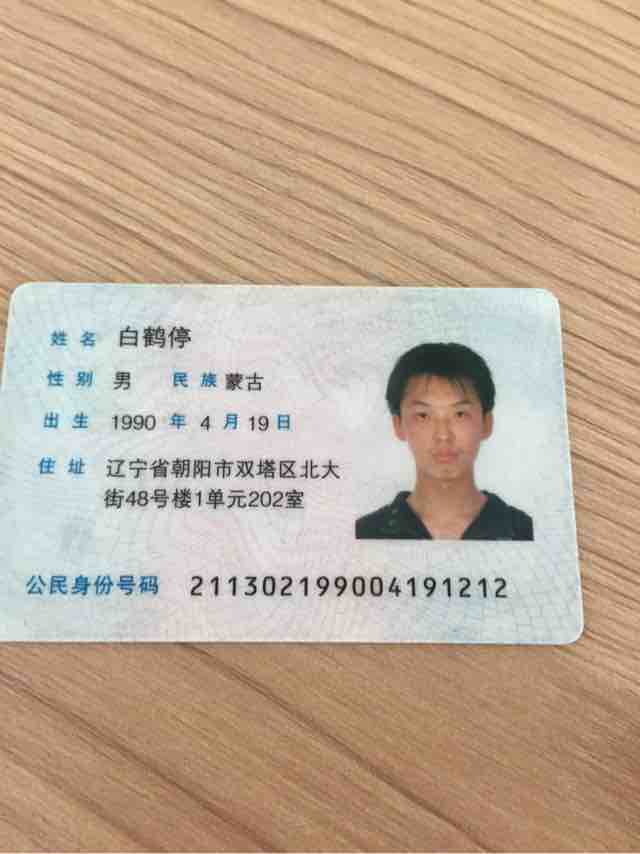 姓名 白鹤停
性别 男 民族 蒙古
出生 1990 年 4 月 19 日
住址 辽宁省朝阳市双塔区北大
街48号楼1单元202室
公民身份号码 211302199004191212